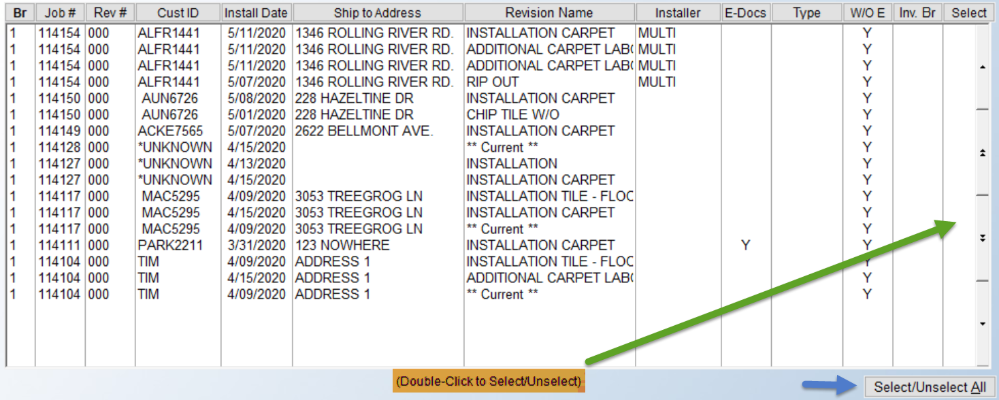 Br Job # Rev # Cust ID Install Date Ship to Address Revision Name Installer E-Docs Type W/O E Inv. Br Select
1 114154 000 ALFR1441 5/11/2020 1346 ROLLING RIVER RD. INSTALLATION CARPET MULTI Y
1 114154 000 ALFR1441 5/11/2020 1346 ROLLING RIVER RD. ADDITIONAL CARPET LAB( MULTI Y
1 114154 000 ALFR1441 5/11/2020 1346 ROLLING RIVER RD. ADDITIONAL CARPET LAB( MULTI Y
1 114154 000 ALFR1441 5/07/2020 1346 ROLLING RIVER RD. RIP OUT MULTI Y
1 114150 000 AUN6726 5/08/2020 228 HAZELTINE DR INSTALLATION CARPET Y
1 114150 000 AUN6726 5/01/2020 228 HAZELTINE DR CHIP TILE W/O Y
1 114149 000 ACKE7565 5/07/2020 2622 BELLMONT AVE. INSTALLATION CARPET Y
1 114128 000 *UNKNOWN 4/15/2020 ** Current ** Y
1 114127 000 *UNKNOWN 4/13/2020 INSTALLATION Y
1 114127 000 *UNKNOWN 4/15/2020 INSTALLATION CARPET Y
1 114117 000 MAC5295 4/09/2020 3053 TREEGROG LN INSTALLATION TILE - FLOC Y
1 114117 000 MAC5295 4/15/2020 3053 TREEGROG LN INSTALLATION CARPET Y
1 114117 000 MAC5295 4/09/2020 3053 TREEGROG LN ** Current ** Y
1 114111 000 PARK2211 3/31/2020 123 NOWHERE INSTALLATION CARPET Y Y
1 114104 000 TIM 4/09/2020 ADDRESS 1 INSTALLATION TILE - FLOC Y
1 114104 000 TIM 4/15/2020 ADDRESS 1 ADDITIONAL CARPET LAB( Y
1 114104 000 TIM 4/09/2020 ADDRESS 1 ** Current ** Y
(Double-Click to Select/Unselect)
Select/Unselect All